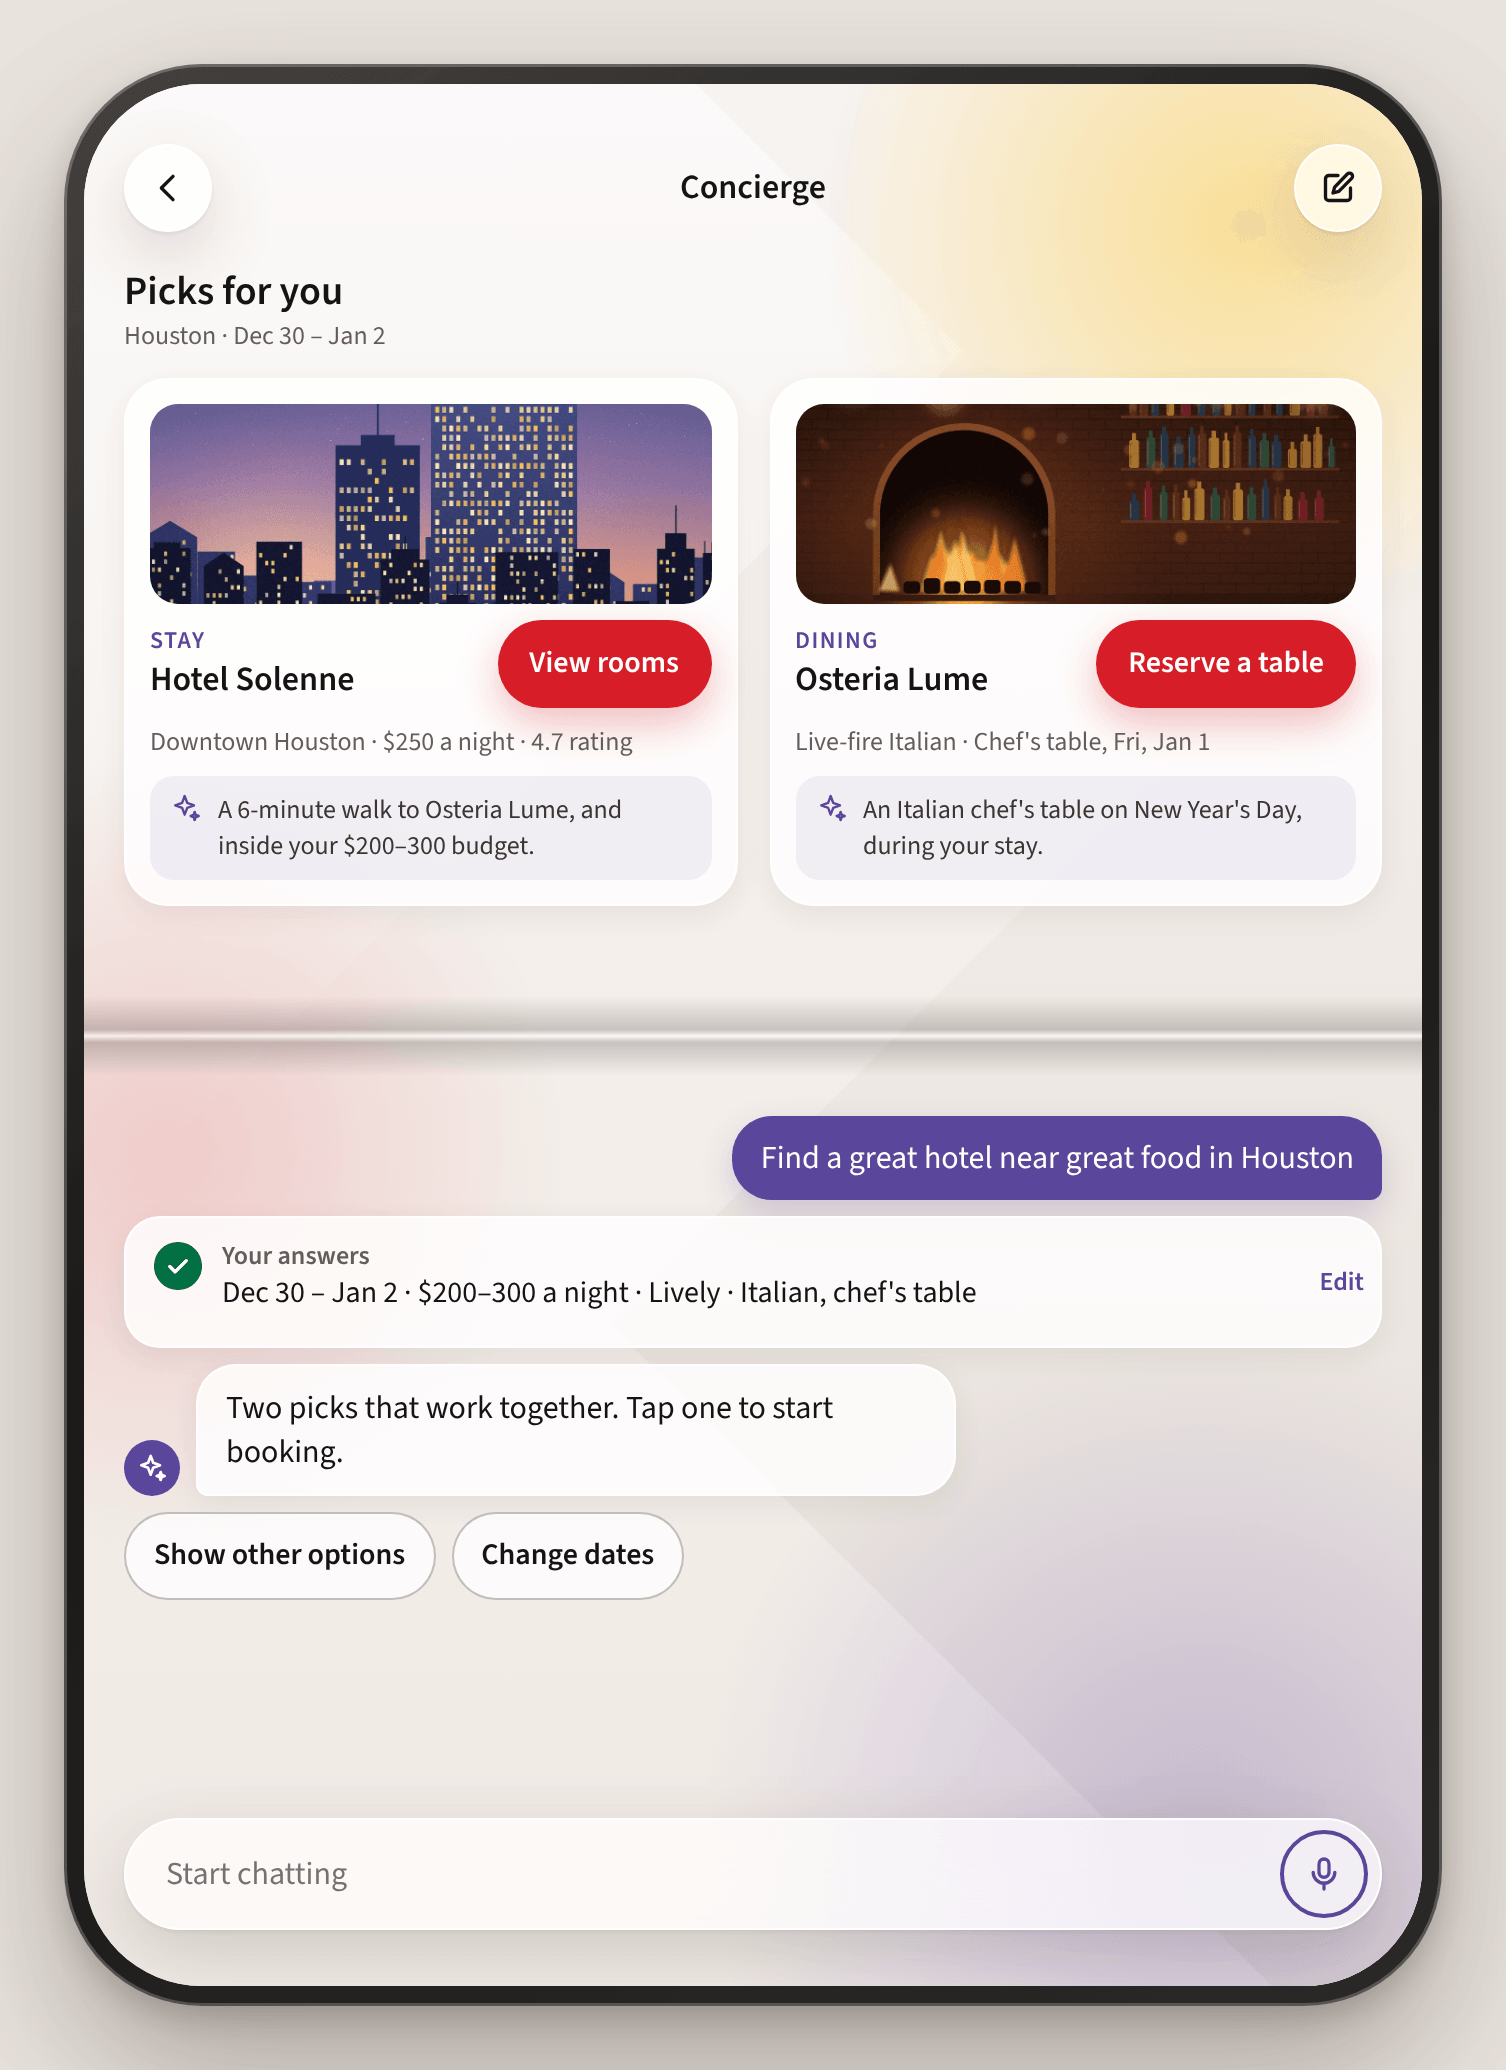 Concierge
Picks for you
Houston · Dec 30 – Jan 2
STAY
Hotel Solenne
View rooms
Downtown Houston · $250 a night · 4.7 rating
A 6-minute walk to Osteria Lume, and
inside your $200–300 budget.
DINING
Osteria Lume
Reserve a table
Live-fire Italian · Chef's table, Fri, Jan 1
An Italian chef's table on New Year's Day,
during your stay.
Find a great hotel near great food in Houston
Your answers
Dec 30 – Jan 2 · $200–300 a night · Lively · Italian, chef's table
Edit
Two picks that work together. Tap one to start
booking.
Show other options
Change dates
Start chatting